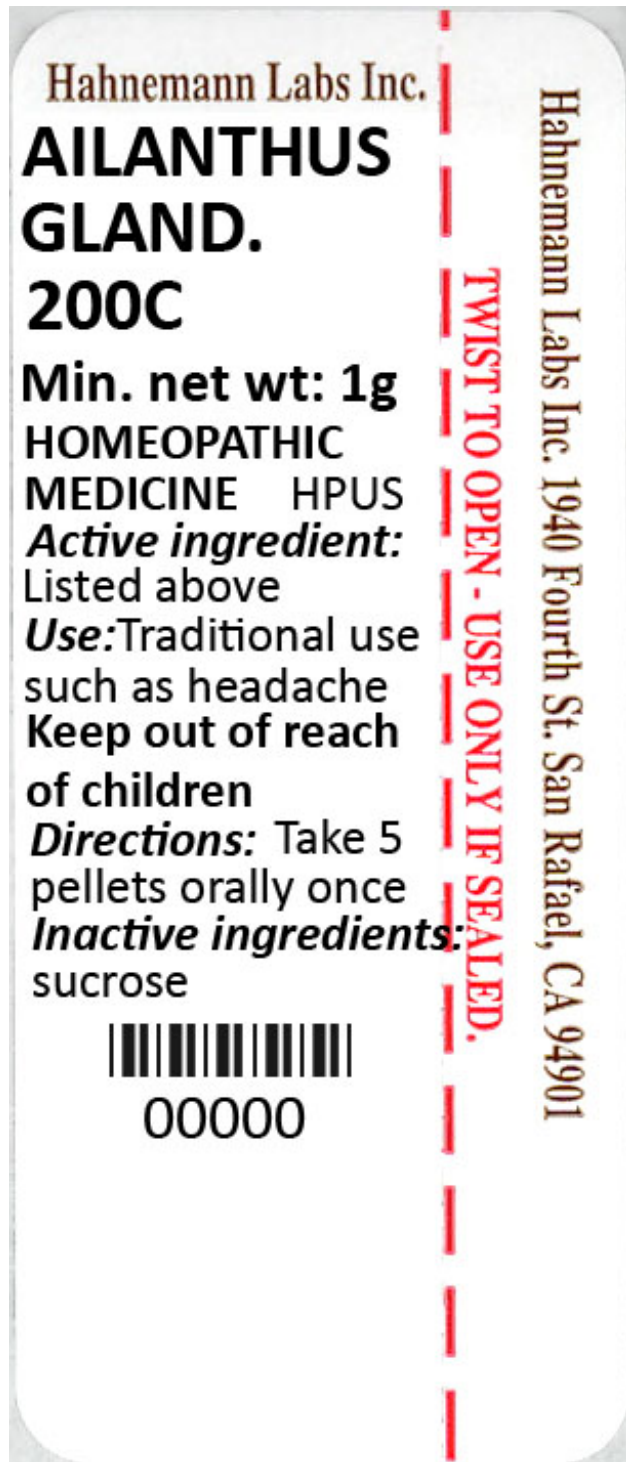 Hahnemann Labs Inc.
AILANTHUS
GLAND.
200C
Min. net wt: 1g
HOMEOPATHIC
MEDICINE HPUS
Active ingredient:
Listed above
Use:Traditional use
such as headache
Keep out of reach
of children
Directions: Take 5
pellets orally once
Inactive ingredients:
sucrose
00000
TWIST TO OPEN - USE ONLY IF SEALED.
Hahnemann Labs Inc. 1940 Fourth St. San Rafael, CA 94901